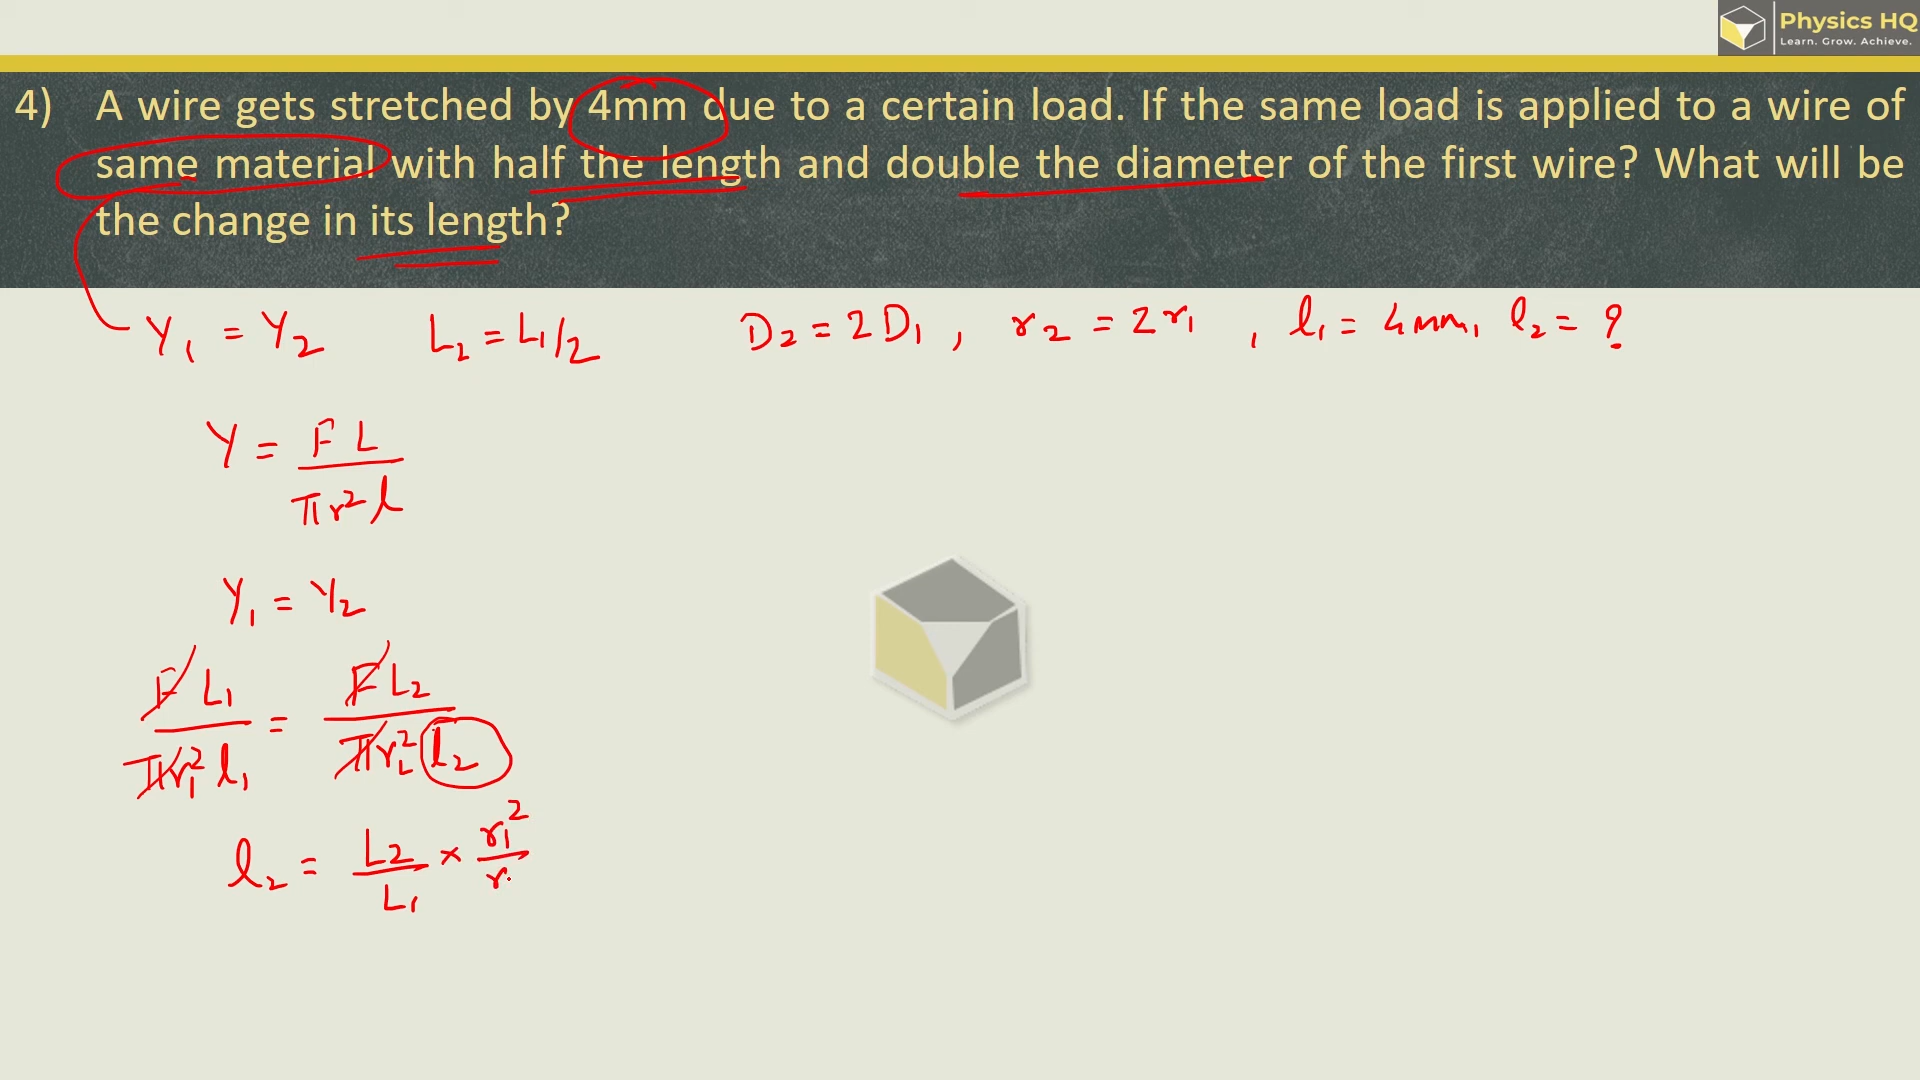 Physics HQ
Learn. Grow. Achieve.
4) A wire gets stretched by 4mm due to a certain load. If the same load is applied to a wire of
same material with half the length and double the diameter of the first wire? What will be
the change in its length?
Y₁ = Y₂ L₂ = L₁/2 D₂ = 2D₁ , r₂ = 2r₁ , l₁ = 4mm, l₂ = ?
Y = FL / πr²l
Y₁ = Y₂
FL₁ / πr₁²l₁ = FL₂ / πr₂²l₂
l₂ = L₂ / L₁ × r₁² / r